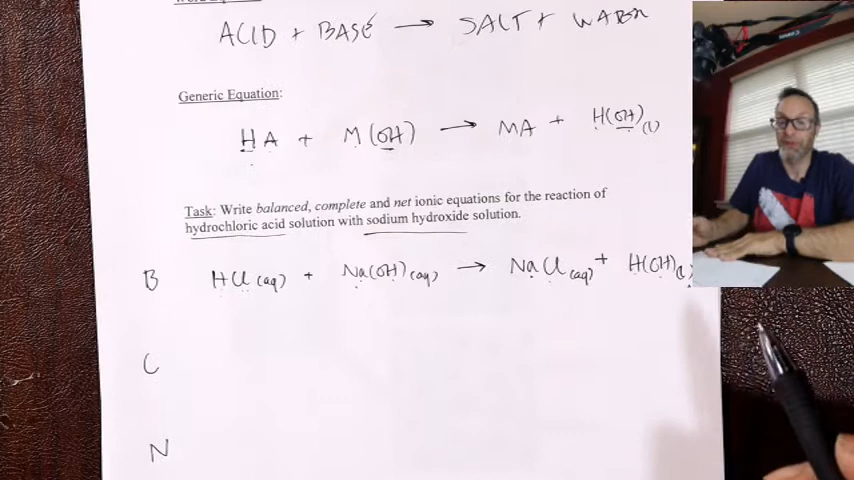 ACID + BASE → SALT + WATER
Generic Equation:
HA + M(OH) → MA + H(OH)(l)
Task: Write balanced, complete and net ionic equations for the reaction of
hydrochloric acid solution with sodium hydroxide solution.
B HCl(aq) + Na(OH)(aq) → NaCl(aq) + H(OH)(l)
C
N